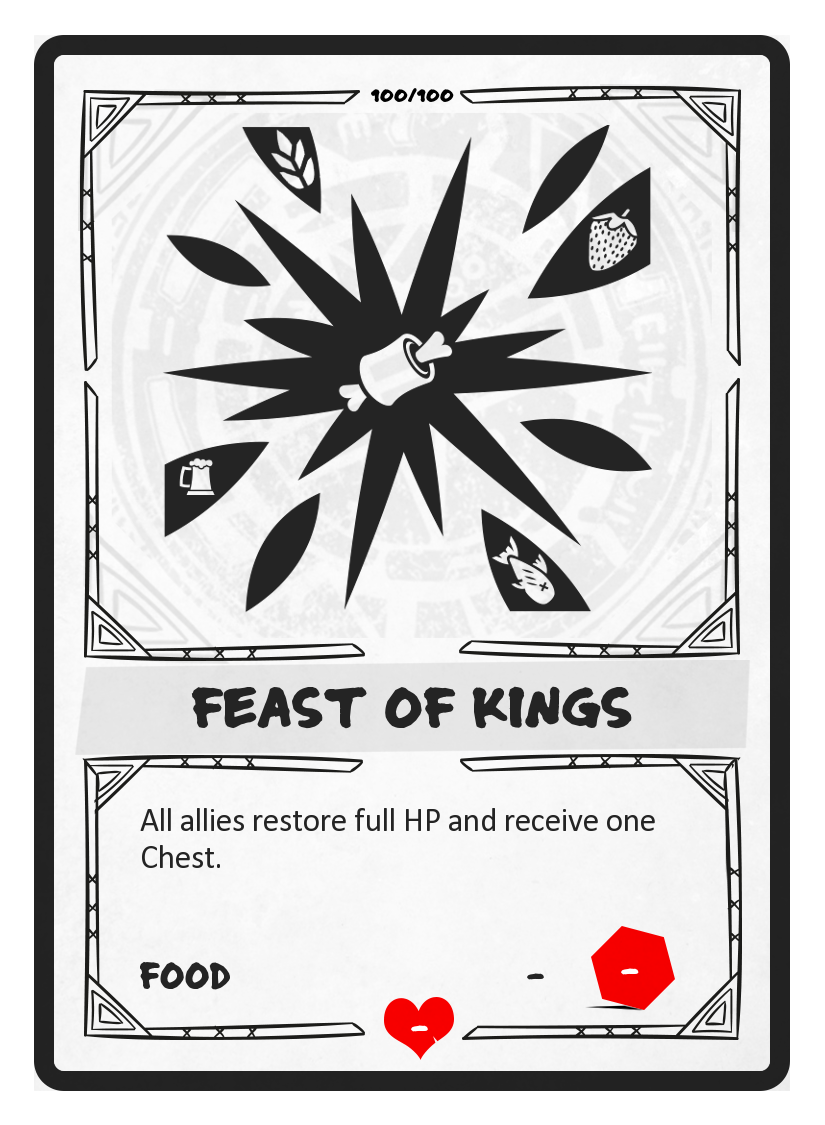 100/100
FEAST OF KINGS
All allies restore full HP and receive one
Chest.
FOOD
-
-
-